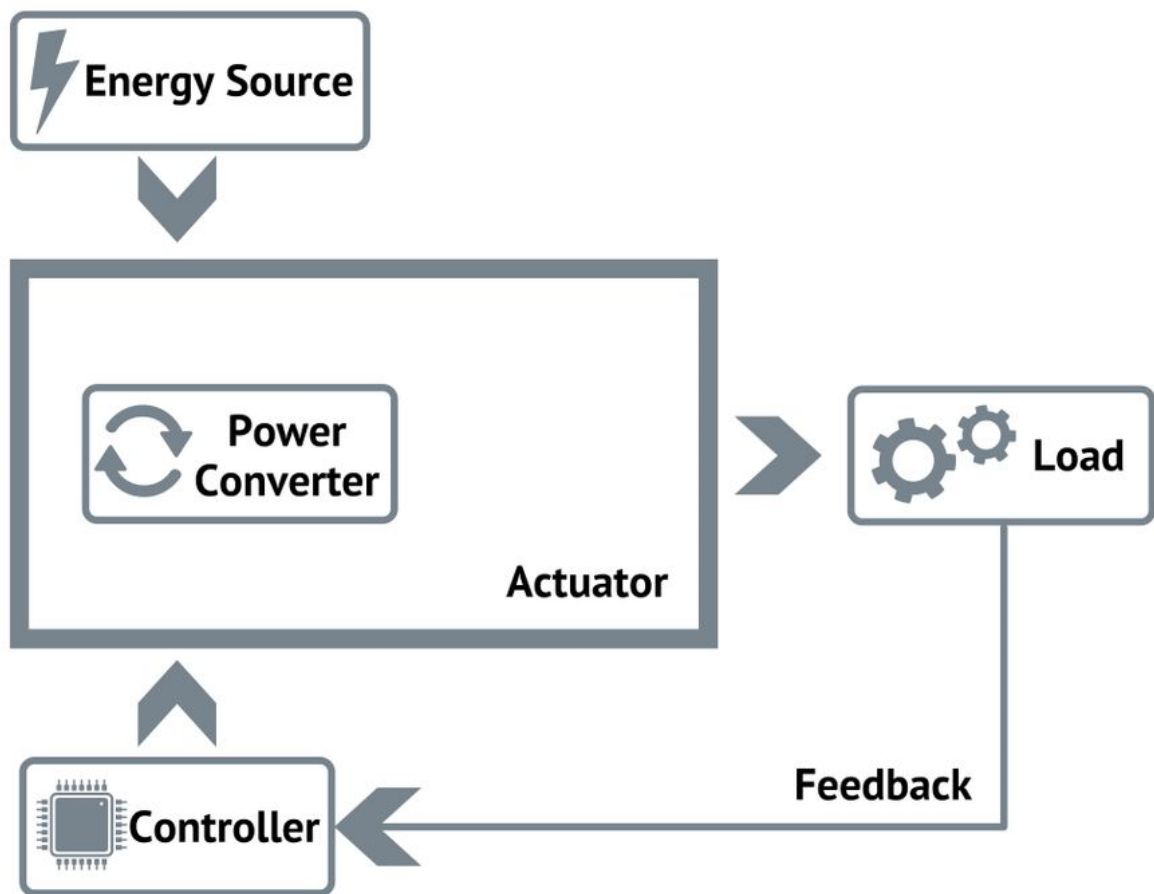 Energy Source
Power
Converter
Load
Actuator
Feedback
Controller